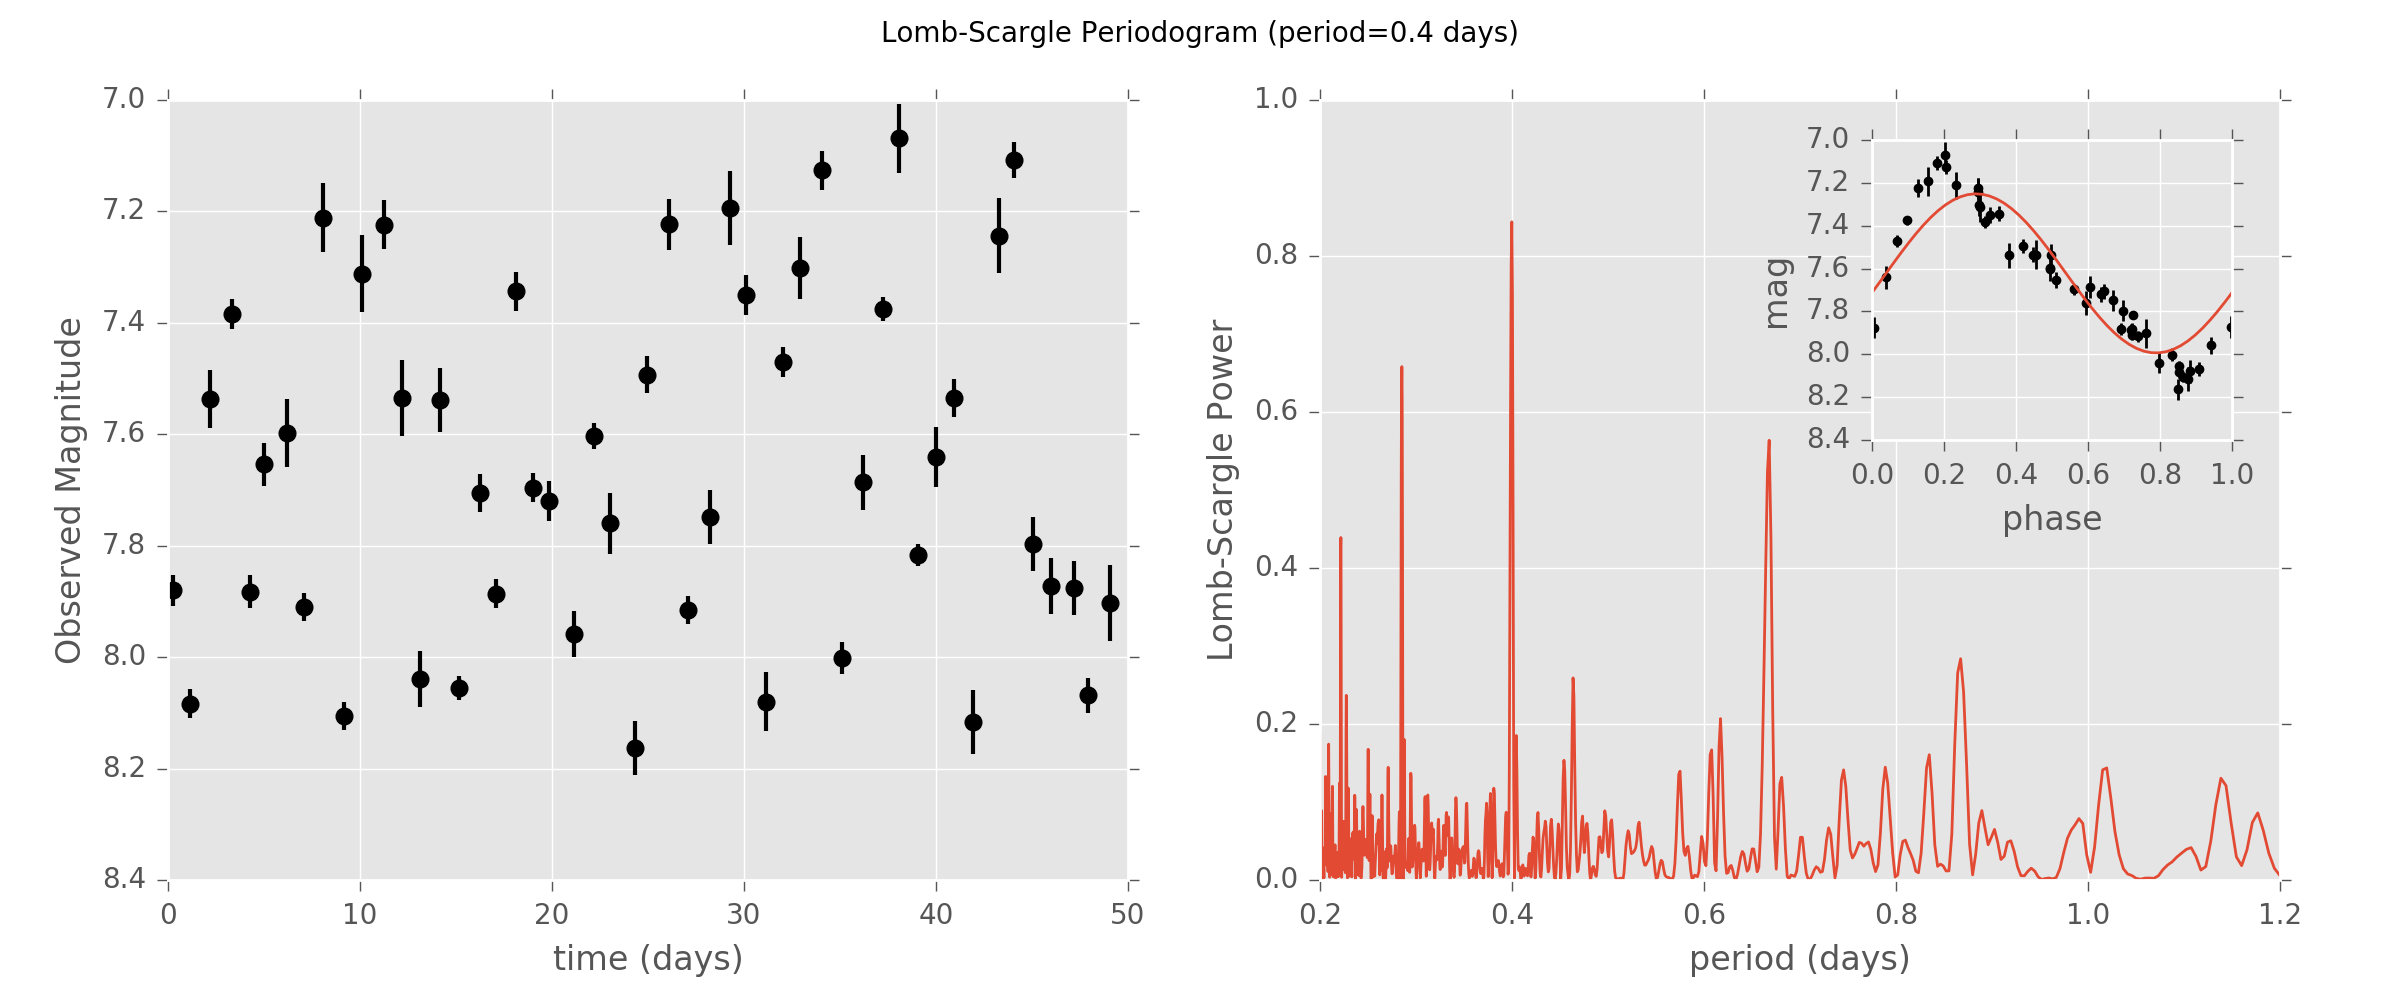 Lomb-Scargle Periodogram (period=0.4 days)
Observed Magnitude
7.0
7.2
7.4
7.6
7.8
8.0
8.2
8.4
0 10 20 30 40 50
time (days)
Lomb-Scargle Power
1.0
0.8
0.6
0.4
0.2
0.0
0.2 0.4 0.6 0.8 1.0 1.2
period (days)
mag
7.0
7.2
7.4
7.6
7.8
8.0
8.2
8.4
0.0 0.2 0.4 0.6 0.8 1.0
phase